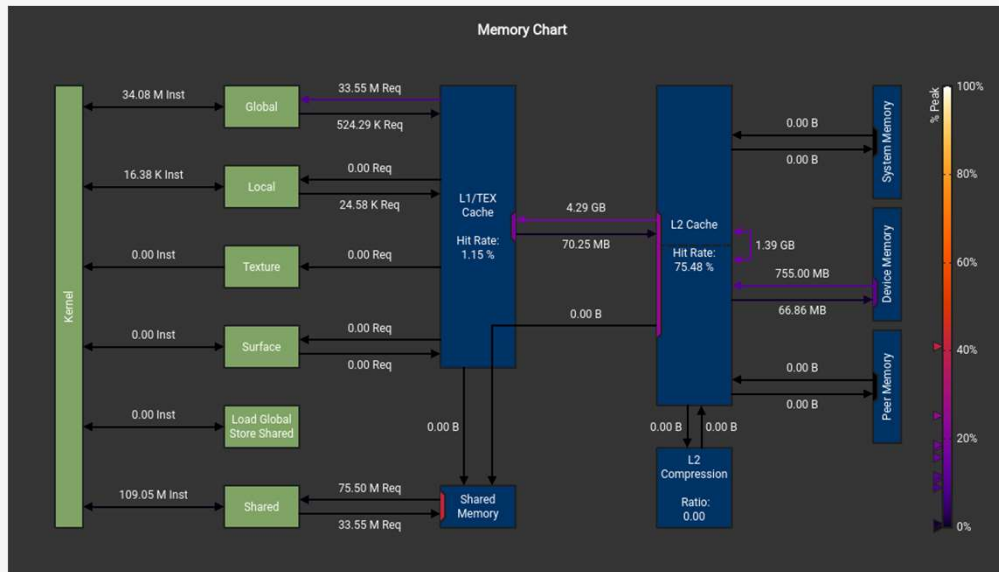 Memory Chart
34.08 M Inst
Global
33.55 M Req
524.29 K Req
16.38 K Inst
Local
0.00 Req
24.58 K Req
0.00 Inst
Texture
0.00 Req
0.00 Inst
Surface
0.00 Req
0.00 Req
0.00 Inst
Load Global
Store Shared
109.05 M Inst
Shared
75.50 M Req
33.55 M Req
Kernel
L1/TEX
Cache
Hit Rate:
1.15 %
0.00 B
Shared
Memory
4.29 GB
70.25 MB
0.00 B
L2 Cache
Hit Rate:
75.48 %
1.39 GB
0.00 B
0.00 B
L2
Compression
Ratio:
0.00
0.00 B
0.00 B
System Memory
755.00 MB
66.86 MB
Device Memory
0.00 B
0.00 B
Peer Memory
% Peak
100%
80%
60%
40%
20%
0%